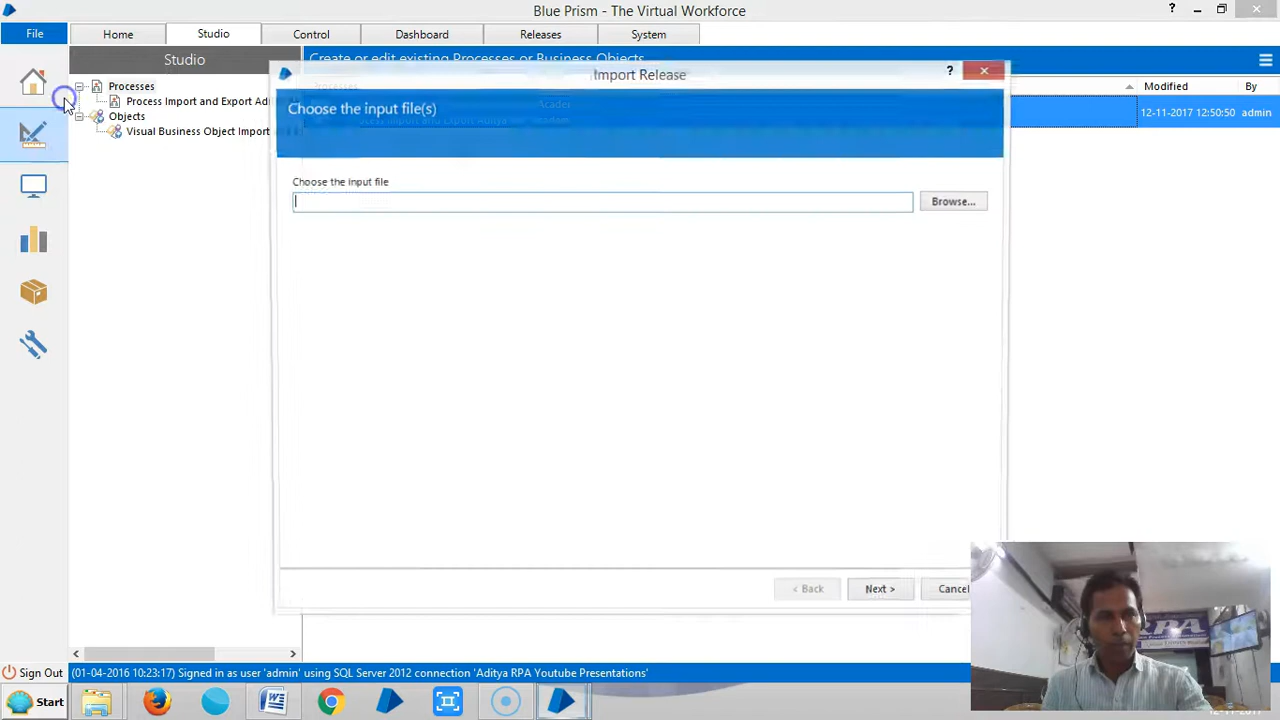 Blue Prism - The Virtual Workforce
?
File
Home
Studio
Control
Dashboard
Releases
System
Studio
Create or edit existing Processes or Business Objects
Import Release
?
Processes
Process Import and Export Adi
Objects
Visual Business Object Import
Modified
By
12-11-2017 12:50:50 admin
Choose the input file(s)
Choose the input file
Browse...
< Back
Next >
Cancel
RPA
Sign Out
(01-04-2016 10:23:17) Signed in as user 'admin' using SQL Server 2012 connection 'Aditya RPA Youtube Presentations'
Start